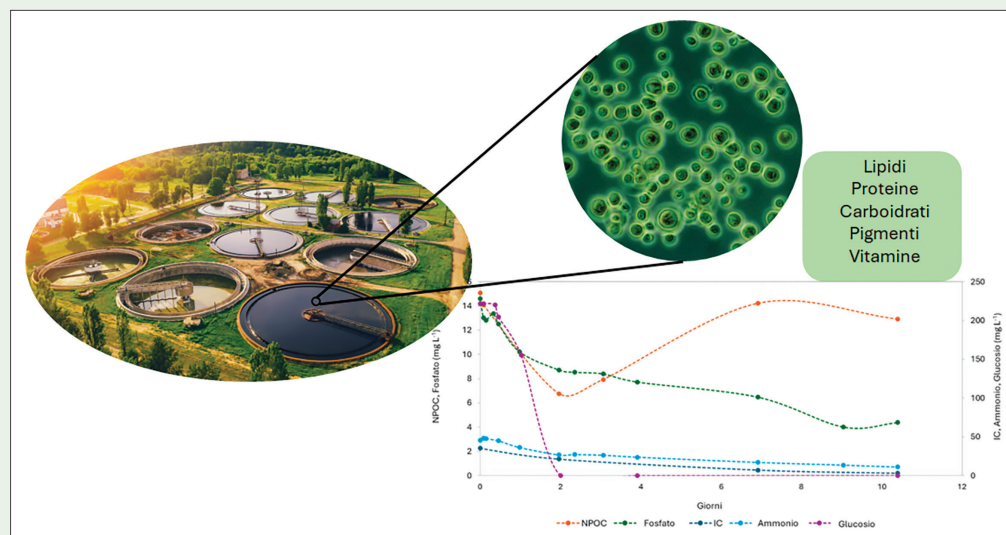 Lipidi
Proteine
Carboidrati
Pigmenti
Vitamine
NPOC, Fosfato (mg L⁻¹)
14
12
10
8
6
4
2
0
250
200
150
100
50
0
IC, Ammonio, Glucosio (mg L⁻¹)
0 2 4 6 8 10 12
Giorni
NPOC Fosfato IC Ammonio Glucosio